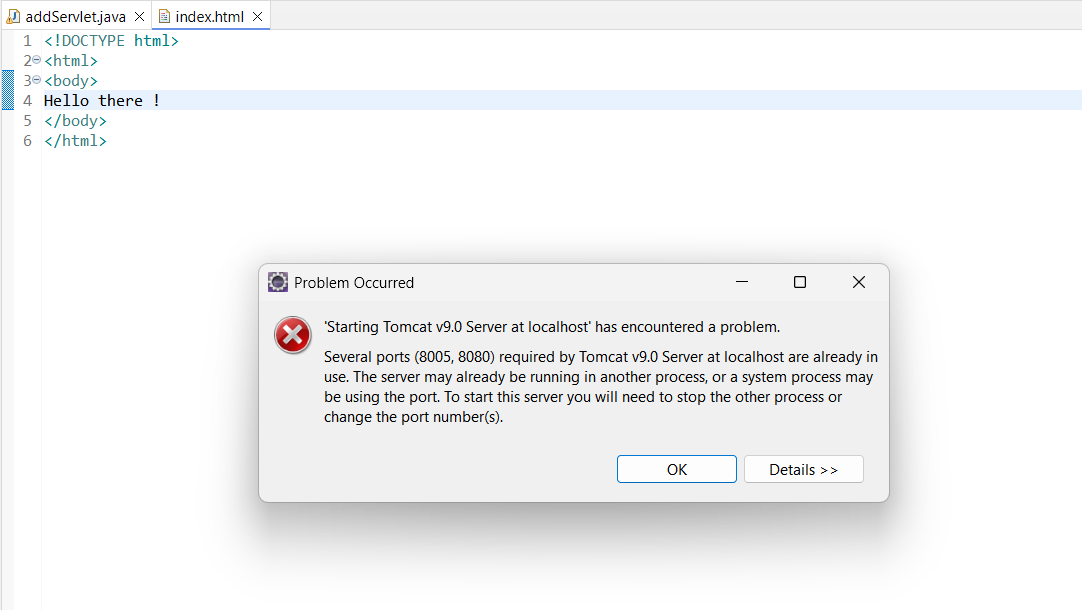 addServlet.java index.html
1 <!DOCTYPE html>
2 <html>
3 <body>
4 Hello there !
5 </body>
6 </html>
Problem Occurred
'Starting Tomcat v9.0 Server at localhost' has encountered a problem.
Several ports (8005, 8080) required by Tomcat v9.0 Server at localhost are already in
use. The server may already be running in another process, or a system process may
be using the port. To start this server you will need to stop the other process or
change the port number(s).
OK Details >>